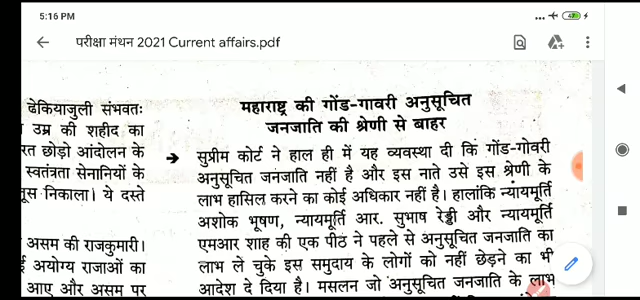 5:16 PM
... 47
परीक्षा मंथन 2021 Current affairs.pdf
ढेकियाजुली संभवतः
उम्र की शहीद का
रत छोड़ो आंदोलन के
स्वतंत्रता सेनानियों के
नूस निकाला। ये दस्ते
असम की राजकुमारी।
ई अयोग्य राजाओं का
आए और असम पर
महाराष्ट्र की गोंड-गावरी अनुसूचित
जनजाति की श्रेणी से बाहर
➔ सुप्रीम कोर्ट ने हाल ही में यह व्यवस्था दी कि गोंड-गोवरी
अनुसूचित जनजाति नहीं है और इस नाते उसे इस श्रेणी के
लाभ हासिल करने का कोई अधिकार नहीं है। हालांकि न्यायमूर्ति
अशोक भूषण, न्यायमूर्ति आर. सुभाष रेड्डी और न्यायमूर्ति
एमआर शाह की एक पीठ ने पहले से अनुसूचित जनजाति का
लाभ ले चुके इस समुदाय के लोगों को नहीं छेड़ने का भी
आदेश दे दिया है। मसलन जो अनुसूचित जनजाति के लाभ